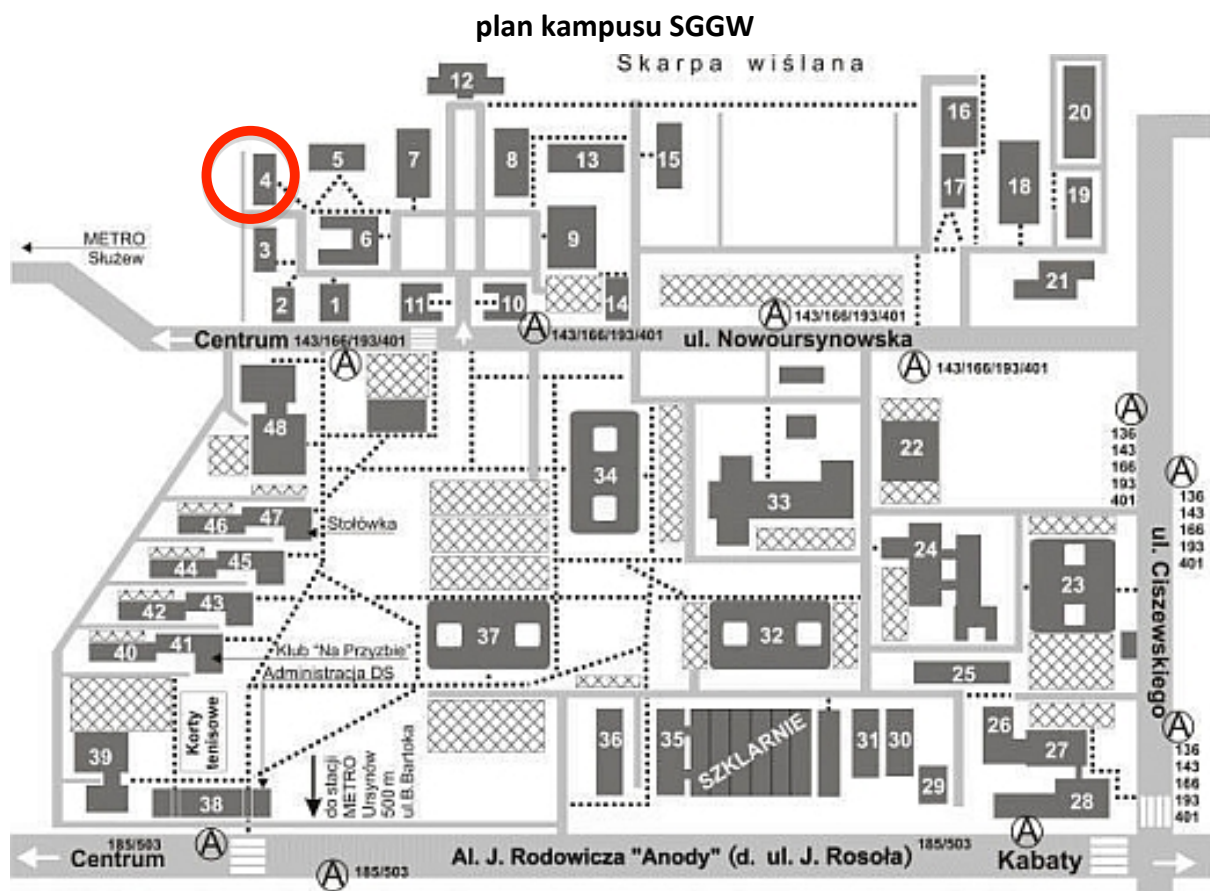 plan kampusu SGGW
Skarpa wiślana
12
16
20
5
7
8
13
15
4
17
18
19
6
9
METRO
Służew
3
21
2
1
11
10
14
A
143/166/193/401
A
143/166/193/401
Centrum
143/166/193/401
ul. Nowoursynowska
A
A
143/166/193/401
48
34
22
A
136
143
166
193
401
A
136
143
166
193
401
33
46
47
Stołówka
24
23
ul. Ciszewskiego
44
45
42
43
37
32
40
41
Klub "Na Przyzbie"
Administracja DS
25
Korty
tenisowe
39
36
35
SZKLARNIE
31
30
26
27
29
28
A
136
143
166
193
401
38
do stacji
METRO
Ursynów
500 m
ul.B.Bartoka
185/503
A
Centrum
A
185/503
Al. J. Rodowicza "Anody" (d. ul. J. Rosoła)
185/503
A
Kabaty